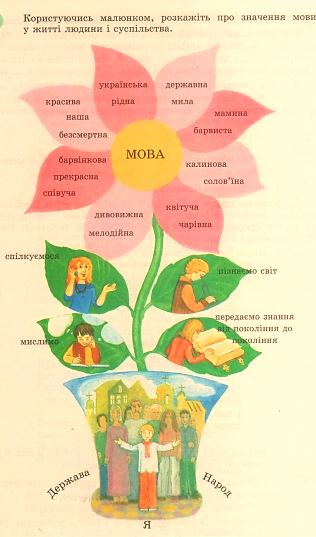 Користуючись малюнком, розкажіть про значення мови
у житті людини і суспільства.
українська
рідна
державна
мила
красива
наша
безсмертна
мамина
барвиста
МОВА
барвінкова
прекрасна
співуча
калинова
солов'їна
дивовижна
мелодійна
квітуча
чарівна
спілкуємося
пізнаємо світ
мислимо
передаємо знання
від покоління до
покоління
Держава
Народ
Я